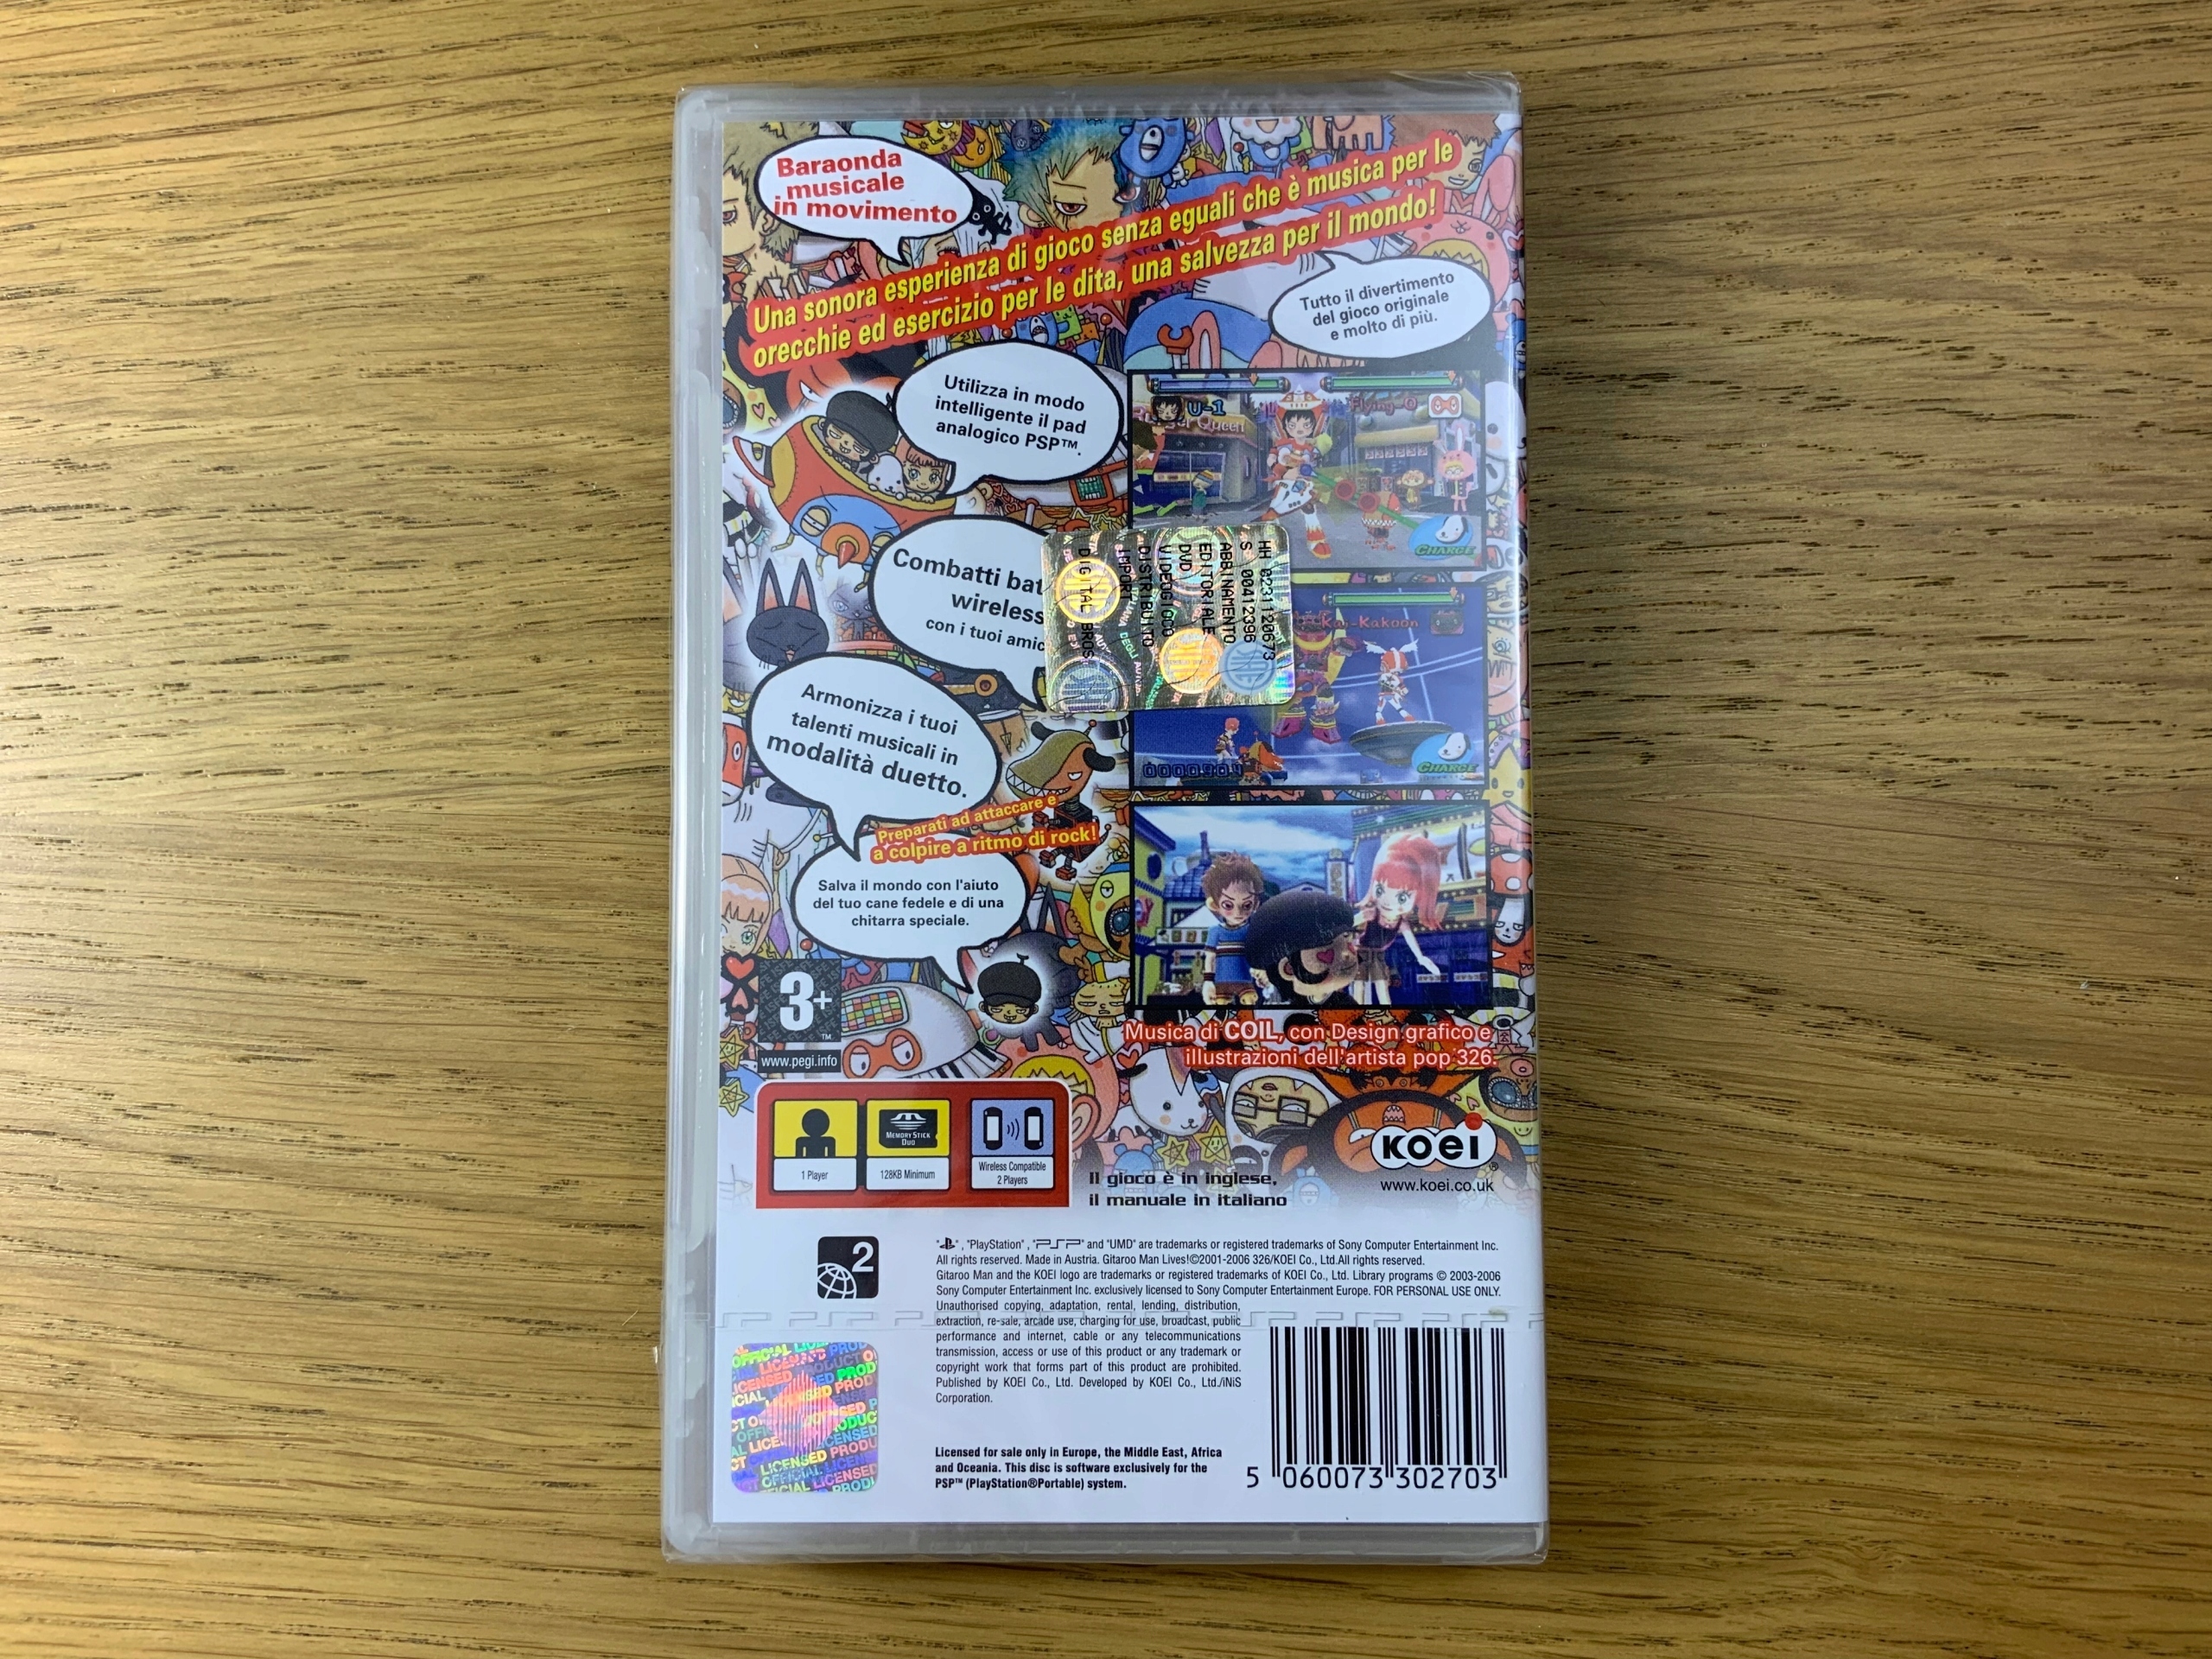 Baraonda
musicale
in movimento
Una sonora esperienza di gioco senza eguali che è musica per le
orecchie ed esercizio per le dita, una salvezza per il mondo!
Tutto il divertimento
del gioco originale
e molto di più.
Utilizza in modo
intelligente il pad
analogico PSP™.
U-1
Flying-O
Queen
CHARGE
Combatti
wireless
con i tuoi
HH 02311 20673
S 00412396
ABBINAMENTO
EDITORIALE
DVD
VIDEOGIOCO
DISTRIBUITO
IMPORT
DIGITAL BROS
Kai-Kakoon
CHARGE
Armonizza i tuoi
talenti musicali in
modalità duetto.
Preparati ad attaccare e
a colpire a ritmo di rock!
Salva il mondo con l'aiuto
del tuo cane fedele e di una
chitarra speciale.
3+
™
www.pegi.info
Musica di COIL, con Design grafico e
illustrazioni dell'artista pop 326.
1 Player
MEMORY STICK
DUO
128KB Minimum
Wireless Compatible
2 Players
Il gioco è in inglese,
il manuale in italiano
KOEI®
www.koei.co.uk
2
"PlayStation", "PSP" and "UMD" are trademarks or registered trademarks of Sony Computer Entertainment Inc.
All rights reserved. Made in Austria. Gitaroo Man Lives!©2001-2006 326/KOEI Co., Ltd.All rights reserved.
Gitaroo Man and the KOEI logo are trademarks or registered trademarks of KOEI Co., Ltd. Library programs © 2003-2006
Sony Computer Entertainment Inc. exclusively licensed to Sony Computer Entertainment Europe. FOR PERSONAL USE ONLY.
Unauthorised copying, adaptation, rental, lending, distribution,
extraction, re-sale, arcade use, charging for use, broadcast, public
performance and internet, cable or any telecommunications
transmission, access or use of this product or any trademark or
copyright work that forms part of this product are prohibited.
Published by KOEI Co., Ltd. Developed by KOEI Co., Ltd./iNiS
Corporation.
Licensed for sale only in Europe, the Middle East, Africa
and Oceania. This disc is software exclusively for the
PSP™ (PlayStation®Portable) system.
OFFICIAL LICENSED PRODUCT
5 060073 302703